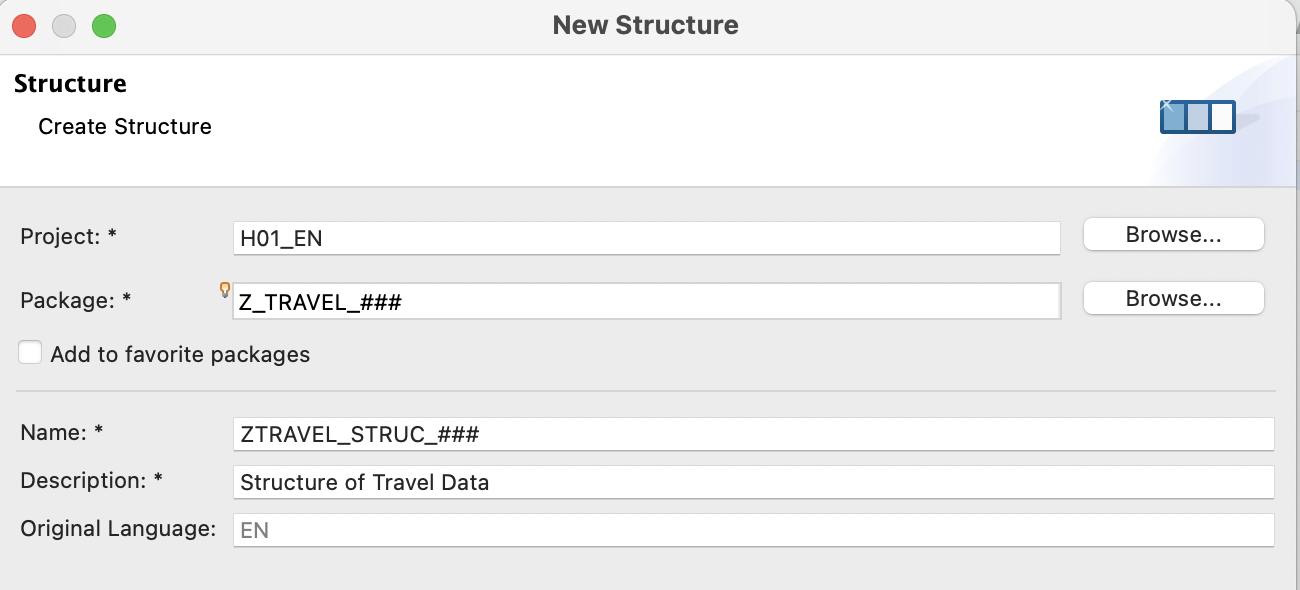 New Structure
Structure
Create Structure
Project: * H01_EN Browse...
Package: * Z_TRAVEL_### Browse...
Add to favorite packages
Name: * ZTRAVEL_STRUC_###
Description: * Structure of Travel Data
Original Language: EN